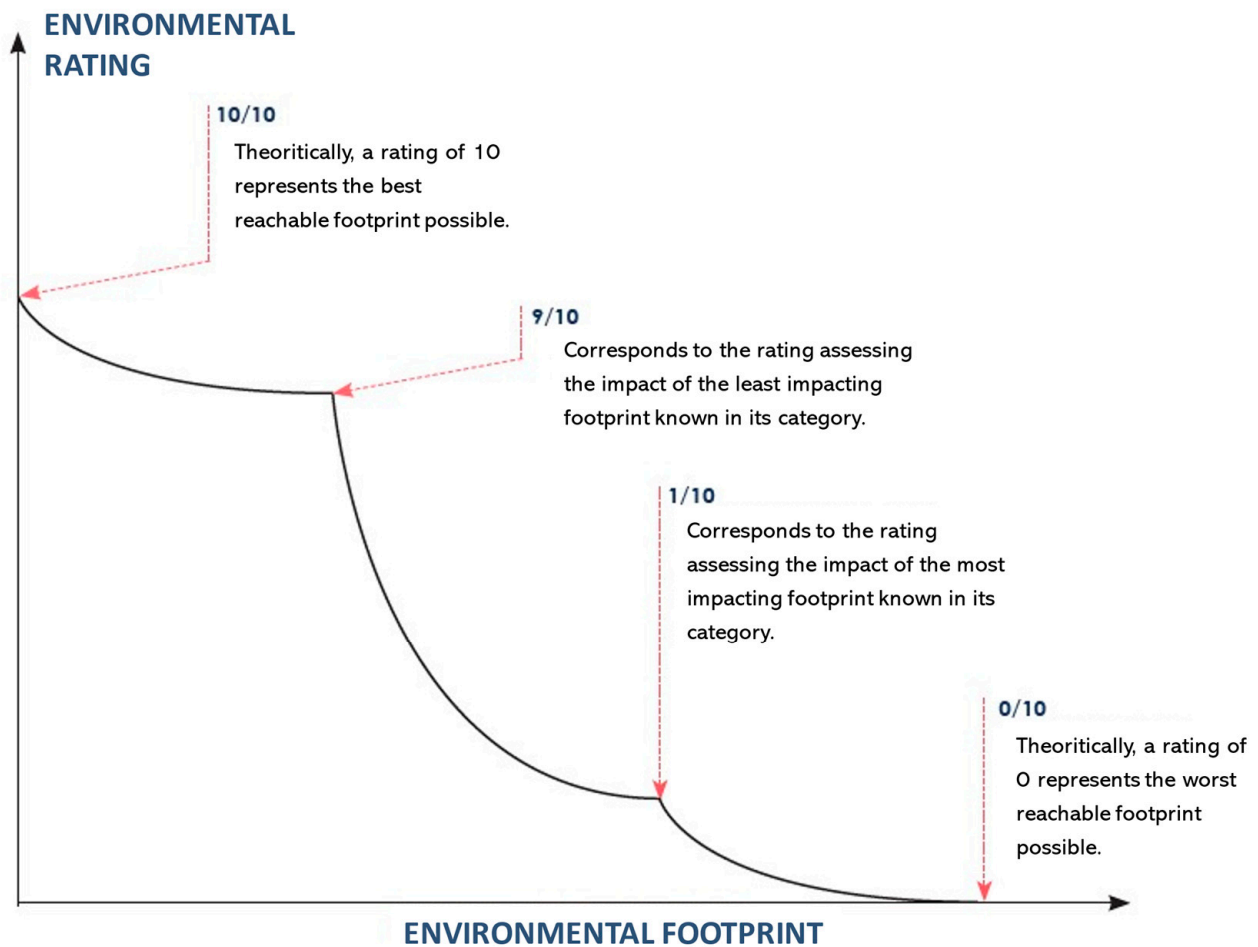 ENVIRONMENTAL
RATING
10/10
Theoritically, a rating of 10
represents the best
reachable footprint possible.
9/10
Corresponds to the rating assessing
the impact of the least impacting
footprint known in its category.
1/10
Corresponds to the rating
assessing the impact of the most
impacting footprint known in its
category.
0/10
Theoritically, a rating of
0 represents the worst
reachable footprint
possible.
ENVIRONMENTAL FOOTPRINT